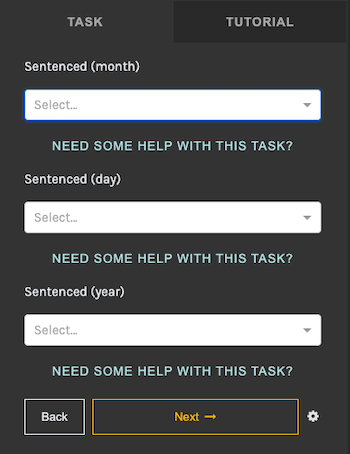 TASK TUTORIAL
Sentenced (month)
Select...
NEED SOME HELP WITH THIS TASK?
Sentenced (day)
Select...
NEED SOME HELP WITH THIS TASK?
Sentenced (year)
Select...
NEED SOME HELP WITH THIS TASK?
Back Next →